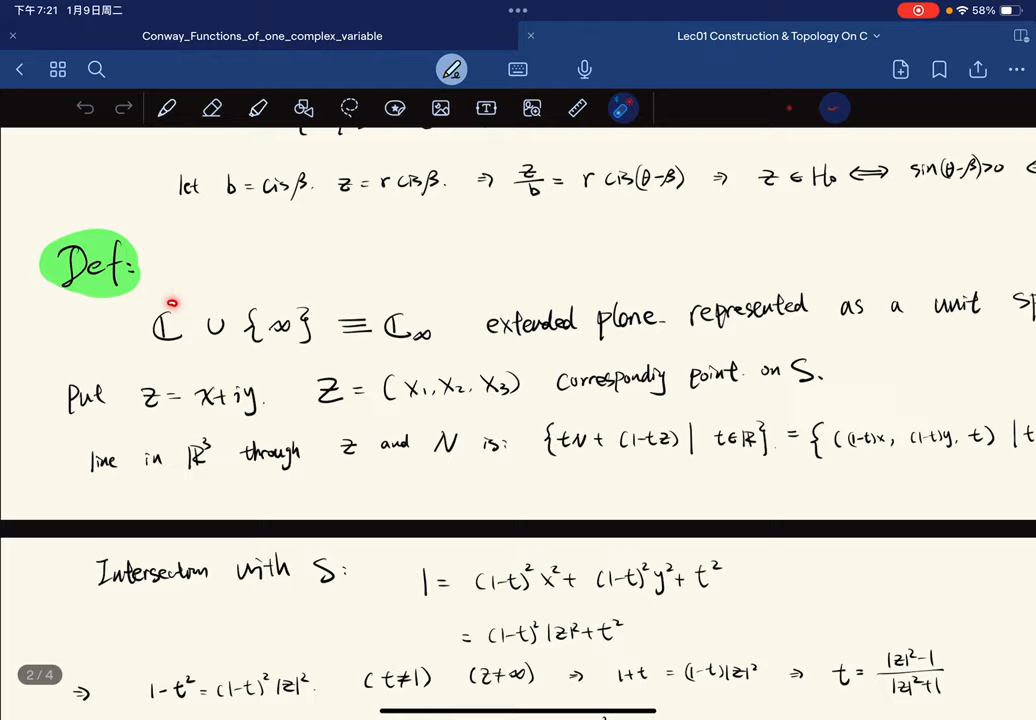 下午7:21 1月9日周二
58%
Conway_Functions_of_one_complex_variable
Lec01 Construction & Topology On C
let b = cisβ. z = r cisβ. ⇒ z/b = r cis(θ-β) ⇒ z ∈ H₀ ⟺ sin(θ-β)>0
Def:
ℂ ∪ {∞} ≡ ℂ∞ extended plane represented as a unit sp
Put z = x+iy. Z = (x₁, x₂, x₃) corresponding point on S.
line in ℝ³ through z and N is: {tN + (1-tz) | t∈ℝ}. = { ((1-t)x, (1-t)y, t) | t
Intersection with S: 1 = (1-t)²x² + (1-t)²y² + t²
= (1-t)²|z|² + t²
⇒ 1-t² = (1-t)²|z|². (t≠1) (z≠∞) ⇒ 1+t = (1-t)|z|² ⇒ t = |z|²-1 / |z|²+1
2/4